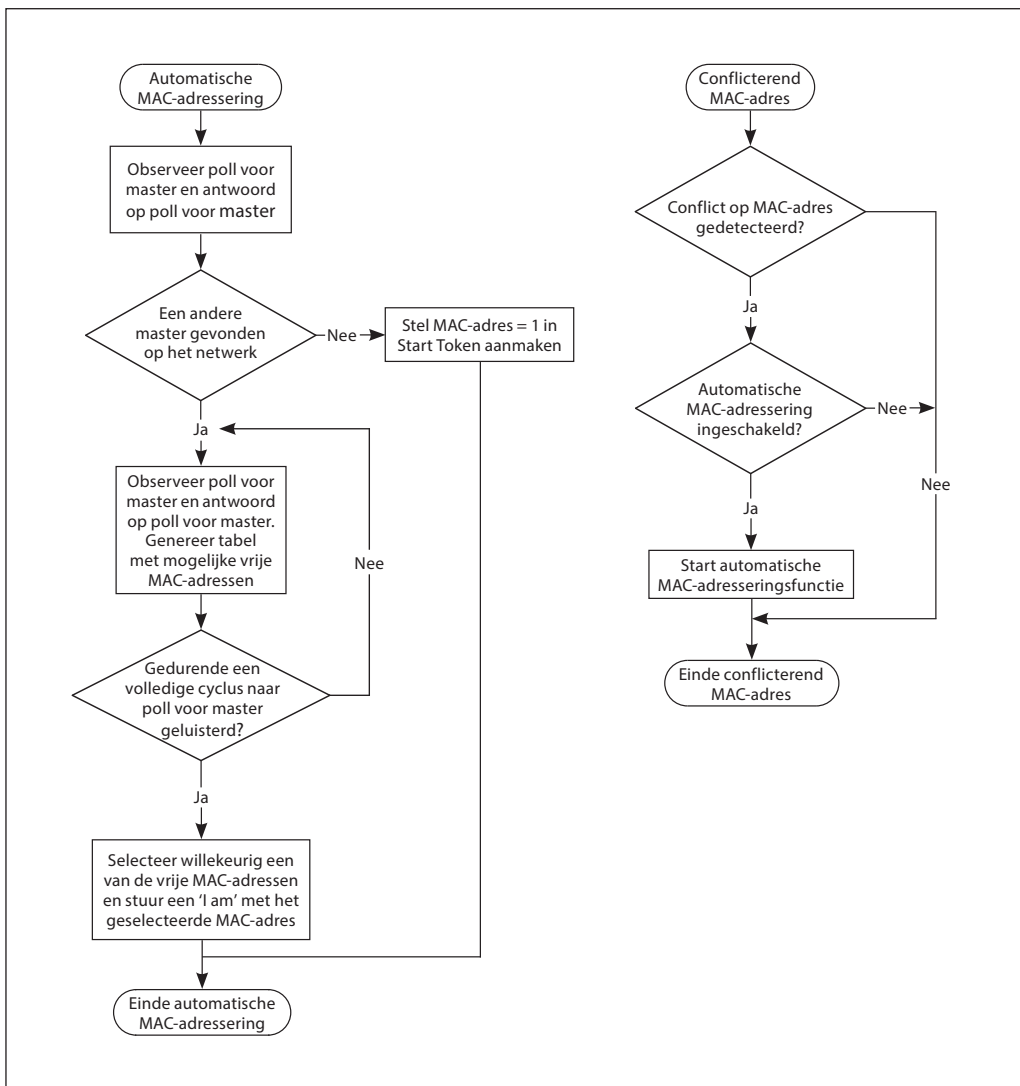 Automatische
MAC-adressering
Observeer poll voor
master en antwoord
op poll voor master
Een andere
master gevonden
op het netwerk
Nee
Stel MAC-adres = 1 in
Start Token aanmaken
Ja
Observeer poll voor
master en antwoord
op poll voor master.
Genereer tabel
met mogelijke vrije
MAC-adressen
Nee
Gedurende een
volledige cyclus naar
poll voor master
geluisterd?
Ja
Selecteer willekeurig een
van de vrije MAC-adressen
en stuur een ‘I am’ met het
geselecteerde MAC-adres
Einde automatische
MAC-adressering
Conflicterend
MAC-adres
Conflict op MAC-adres
gedetecteerd?
Ja
Automatische
MAC-adressering
ingeschakeld?
Nee
Nee
Ja
Start automatische
MAC-adresseringsfunctie
Einde conflicterend
MAC-adres